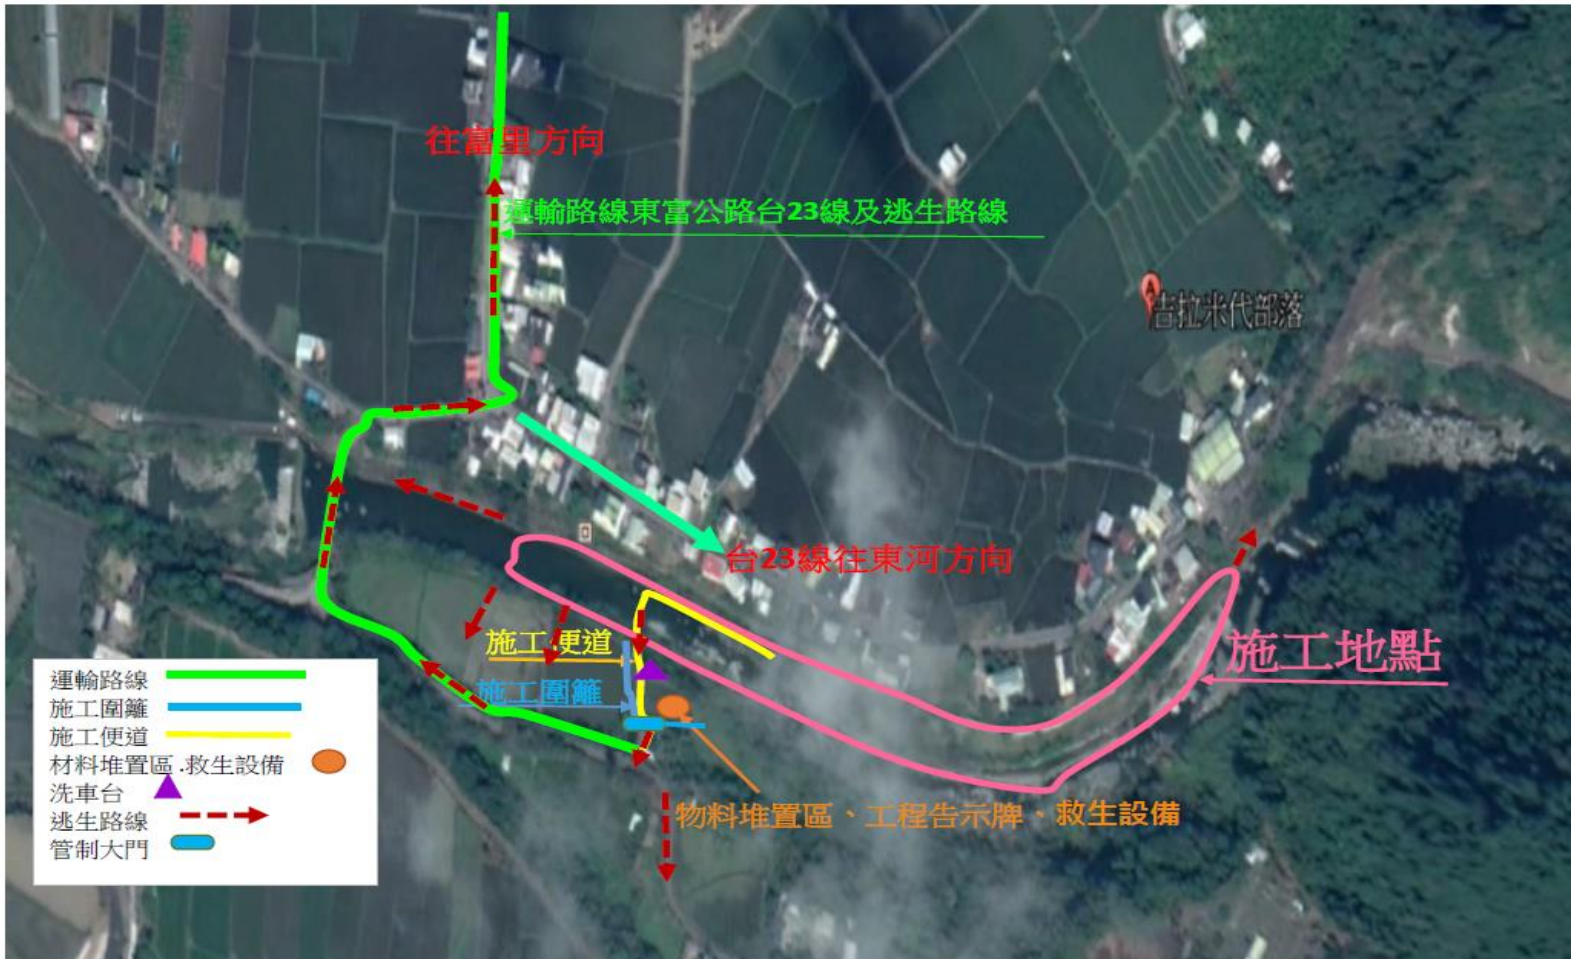 往富里方向
運輸路線東富公路台23線及逃生路線
A
吉拉米代部落
台23線往東河方向
施工便道
施工圍籬
施工地點
物料堆置區、工程告示牌、救生設備
運輸路線
施工圍籬
施工便道
材料堆置區.救生設備
洗車台
逃生路線
管制大門